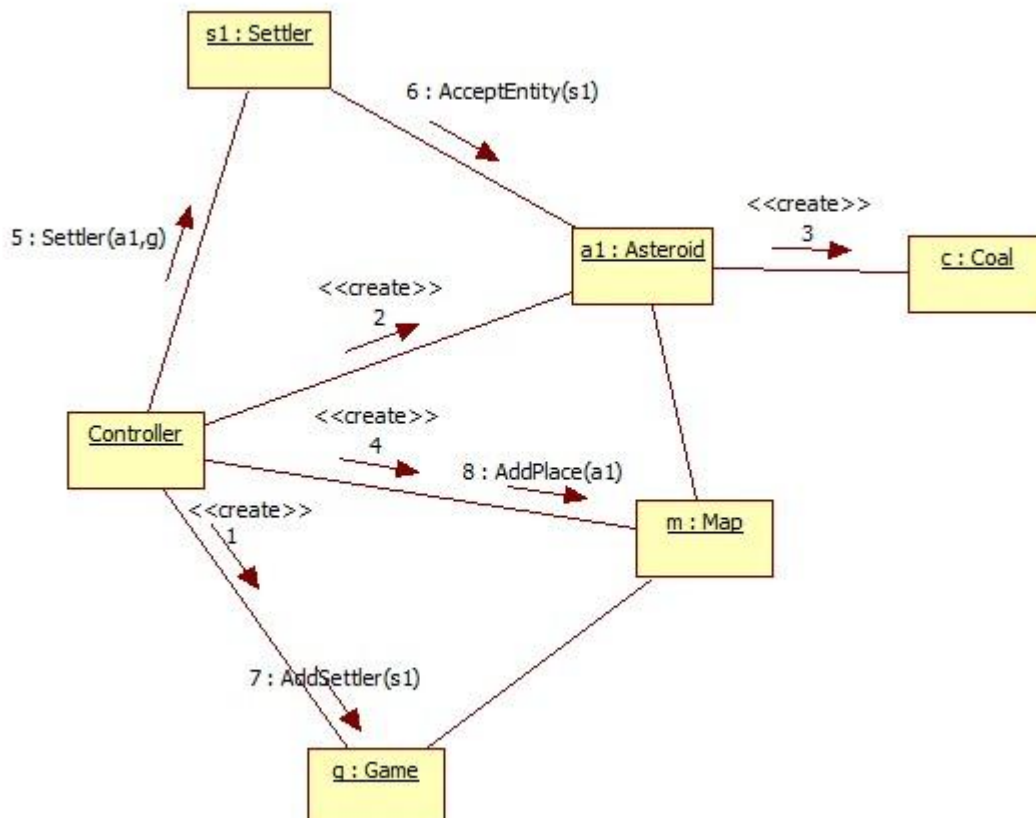 s1 : Settler
6 : AcceptEntity(s1)
5 : Settler(a1,g)
<<create>>
3
a1 : Asteroid
c : Coal
<<create>>
2
Controller
<<create>>
4
8 : AddPlace(a1)
<<create>>
1
m : Map
7 : AddSettler(s1)
g : Game